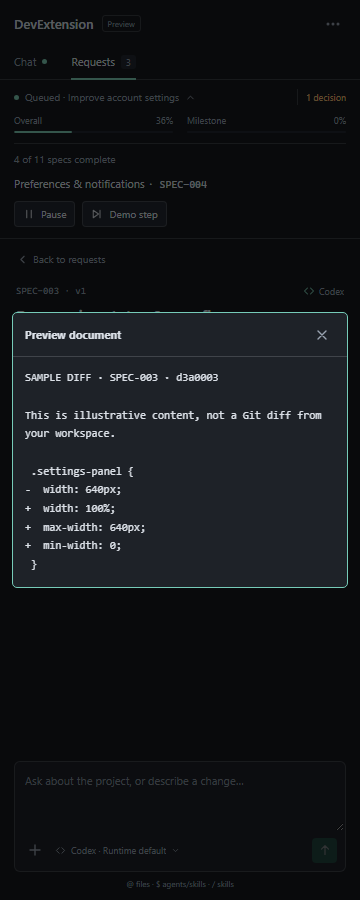 DevExtension Preview
Chat Requests 3
Queued · Improve account settings 1 decision
Overall 36% Milestone 0%
4 of 11 specs complete
Preferences & notifications · SPEC-004
Pause Demo step
Back to requests
SPEC-003 · v1 Codex
Preview document
SAMPLE DIFF · SPEC-003 · d3a0003
This is illustrative content, not a Git diff from
your workspace.
.settings-panel {
-  width: 640px;
+  width: 100%;
+  max-width: 640px;
+  min-width: 0;
}
Ask about the project, or describe a change...
Codex · Runtime default
@ files · $ agents/skills · / skills